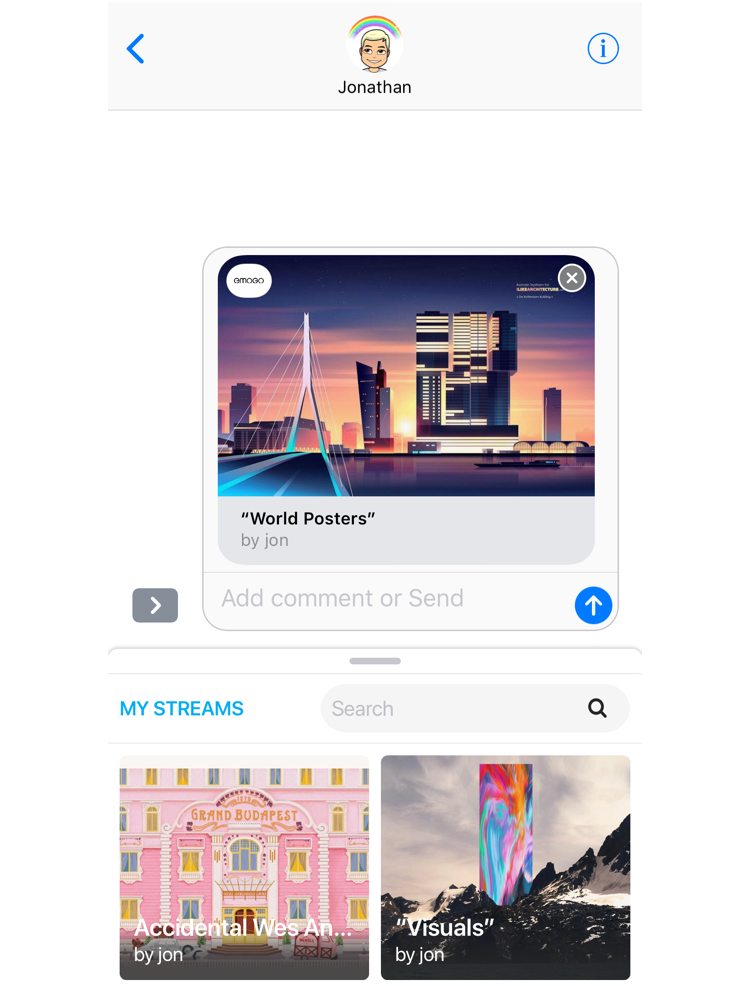 Jonathan
emogo
ILIEBARCHITECTURE
"World Posters"
by jon
Add comment or Send
MY STREAMS
Search
GRAND BUDAPEST
Accidental Wes An...
by jon
"Visuals"
by jon